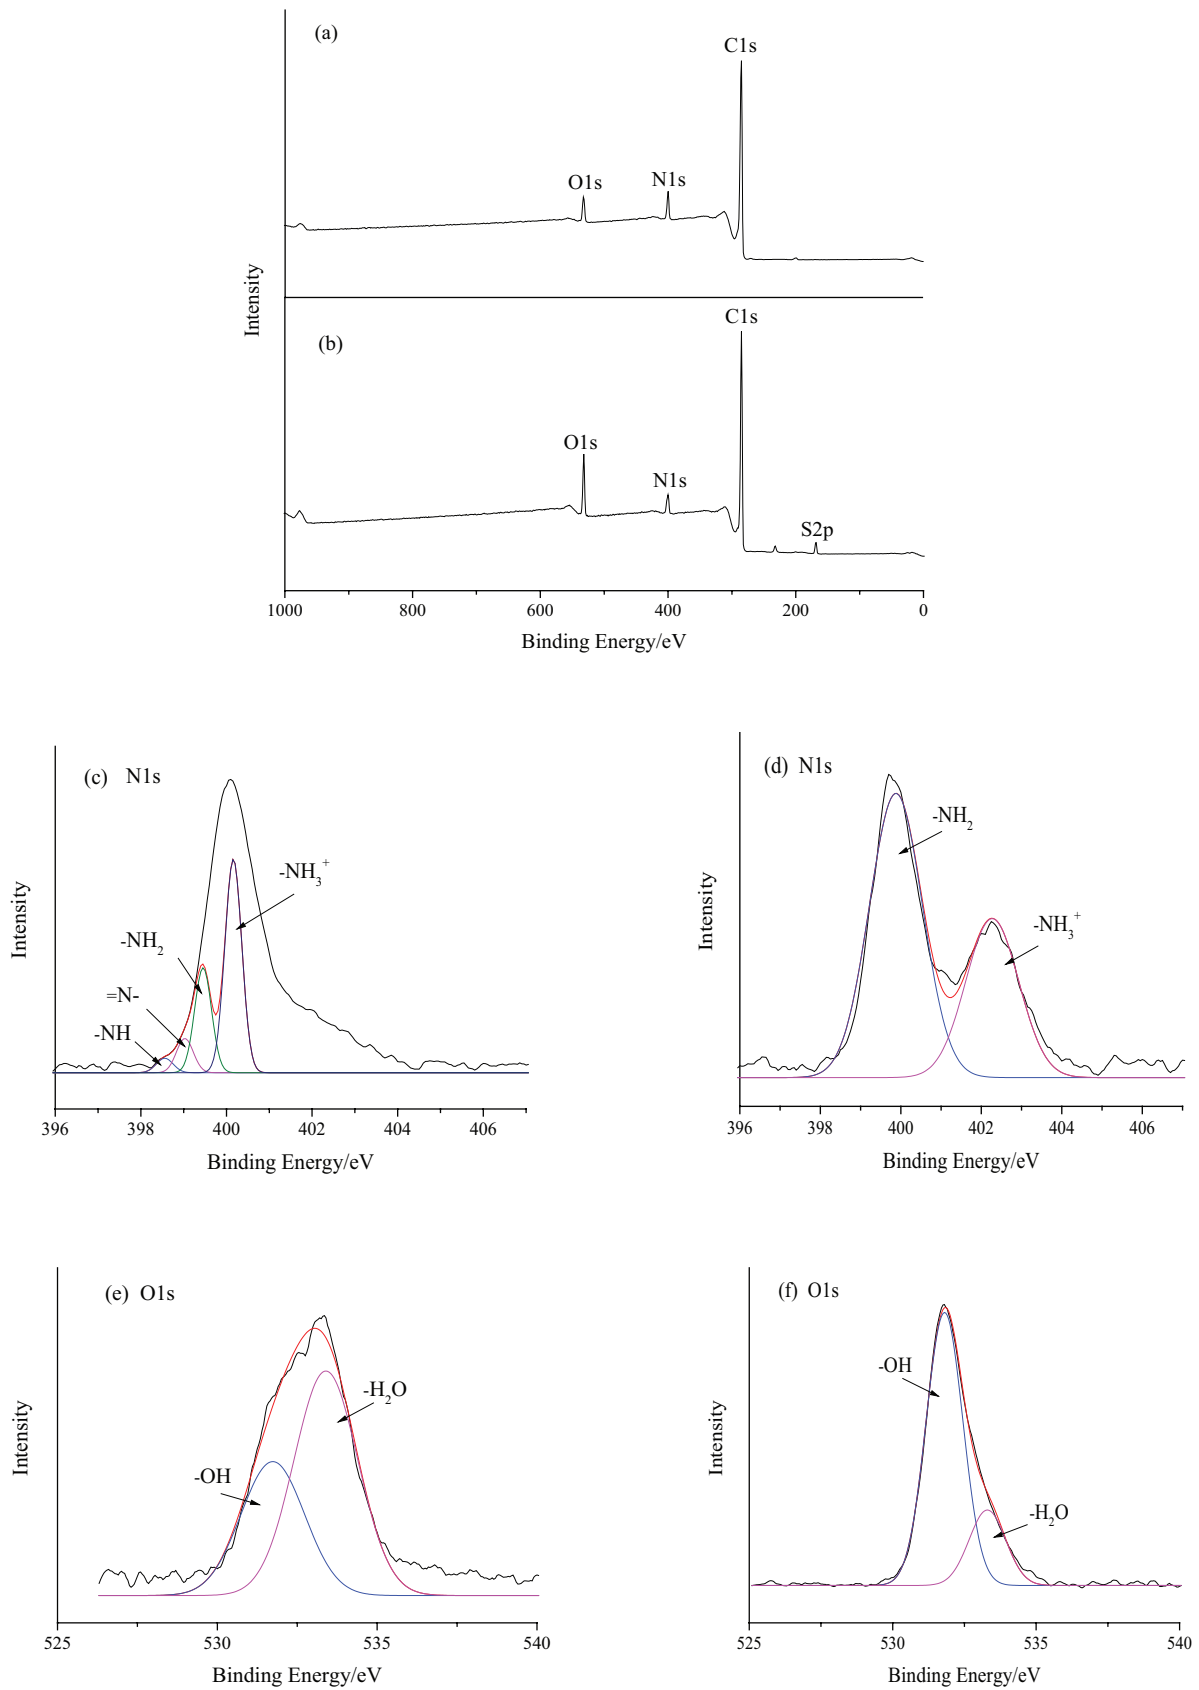 (a)
C1s
O1s
N1s
Intensity
(b)
C1s
O1s
N1s
S2p
1000 800 600 400 200 0
Binding Energy/eV
(c) N1s
-NH3+
-NH2
=N-
-NH
Intensity
396 398 400 402 404 406
Binding Energy/eV
(d) N1s
-NH2
-NH3+
Intensity
396 398 400 402 404 406
Binding Energy/eV
(e) O1s
-H2O
-OH
Intensity
525 530 535 540
Binding Energy/eV
(f) O1s
-OH
-H2O
Intensity
525 530 535 540
Binding Energy/eV